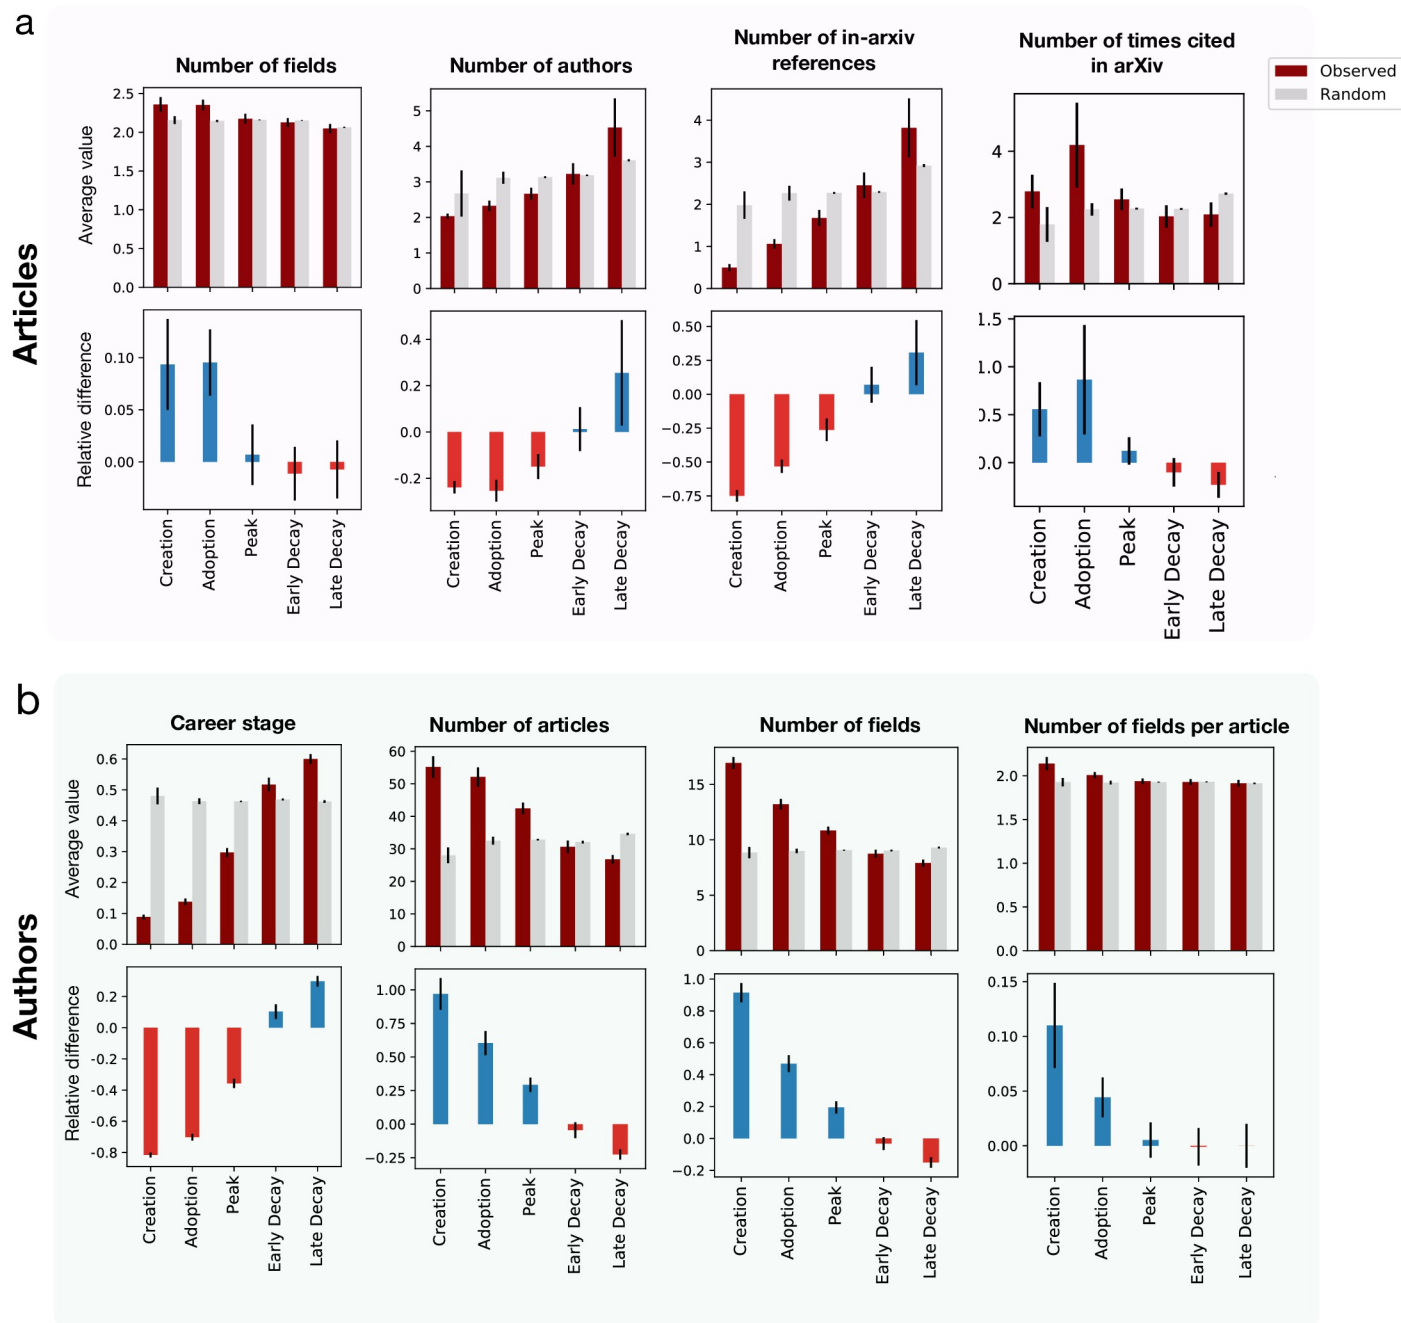 a
Number of fields
Number of authors
Number of in-arxiv
references
Number of times cited
in arXiv
Observed
Random
Articles
Average value
2.5
2.0
1.5
1.0
0.5
0.0
5
4
3
2
1
0
4
3
2
1
0
4
2
0
Relative difference
0.10
0.05
0.00
0.4
0.2
0.0
-0.2
0.50
0.25
0.00
−0.25
−0.50
−0.75
1.5
1.0
0.5
0.0
Creation
Adoption
Peak
Early Decay
Late Decay
Creation
Adoption
Peak
Early Decay
Late Decay
Creation
Adoption
Peak
Early Decay
Late Decay
Creation
Adoption
Peak
Early Decay
Late Decay
b
Career stage
Number of articles
Number of fields
Number of fields per article
Authors
Average value
0.6
0.5
0.4
0.3
0.2
0.1
0.0
60
50
40
30
20
10
0
15
10
5
0
2.0
1.5
1.0
0.5
0.0
Relative difference
0.2
0.0
-0.2
-0.4
-0.6
-0.8
1.00
0.75
0.50
0.25
0.00
−0.25
1.0
0.8
0.6
0.4
0.2
0.0
−0.2
0.15
0.10
0.05
0.00
Creation
Adoption
Peak
Early Decay
Late Decay
Creation
Adoption
Peak
Early Decay
Late Decay
Creation
Adoption
Peak
Early Decay
Late Decay
Creation
Adoption
Peak
Early Decay
Late Decay